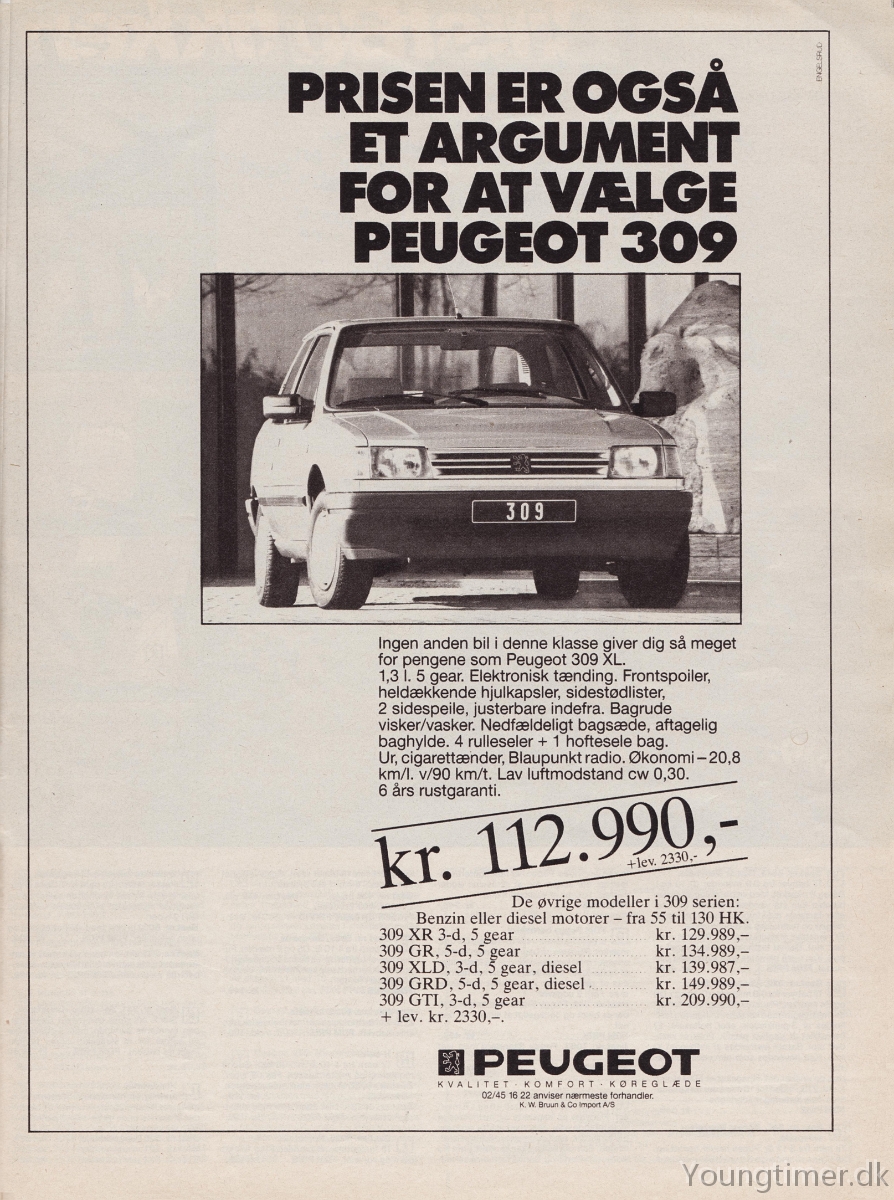 ENGELSRUD
PRISEN ER OGSÅ
ET ARGUMENT
FOR AT VÆLGE
PEUGEOT 309
309
Ingen anden bil i denne klasse giver dig så meget
for pengene som Peugeot 309 XL.
1,3 l. 5 gear. Elektronisk tænding. Frontspoiler,
heldækkende hjulkapsler, sidestødlister,
2 sidespeile, justerbare indefra. Bagrude
visker/vasker. Nedfældeligt bagsæde, aftagelig
baghylde. 4 rulleseler + 1 hoftesele bag.
Ur, cigarettænder, Blaupunkt radio. Økonomi – 20,8
km/l. v/90 km/t. Lav luftmodstand cw 0,30.
6 års rustgaranti.
kr. 112.990,-
+lev. 2330,-
De øvrige modeller i 309 serien:
Benzin eller diesel motorer – fra 55 til 130 HK.
309 XR 3-d, 5 gear kr. 129.989,–
309 GR, 5-d, 5 gear kr. 134.989,–
309 XLD, 3-d, 5 gear, diesel kr. 139.987,–
309 GRD, 5-d, 5 gear, diesel kr. 149.989,–
309 GTI, 3-d, 5 gear kr. 209.990,–
+ lev. kr. 2330,–.
PEUGEOT
KVALITET · KOMFORT · KØREGLÆDE
02/45 16 22 anviser nærmeste forhandler.
K. W. Bruun & Co Import A/S
Youngtimer.dk